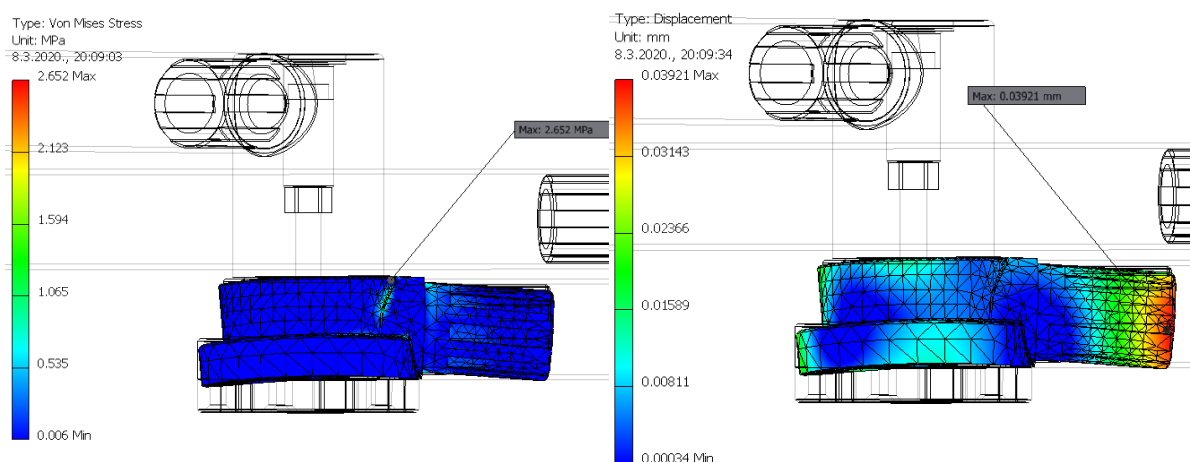 Type: Von Mises Stress
Unit: MPa
8.3.2020., 20:09:03
2.652 Max
2.123
1.594
1.065
0.535
0.006 Min
Max: 2.652 MPa
Type: Displacement
Unit: mm
8.3.2020., 20:09:34
0.03921 Max
0.03143
0.02366
0.01589
0.00811
0.00034 Min
Max: 0.03921 mm